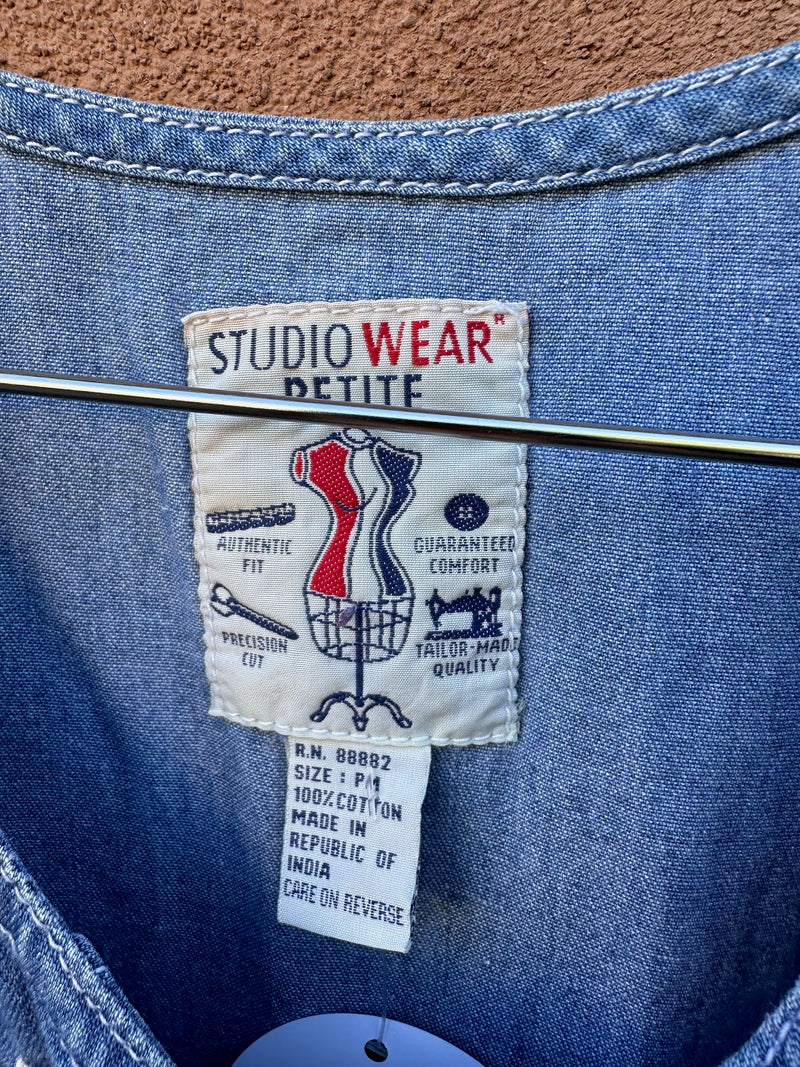 STUDIO WEAR®
PETITE
AUTHENTIC
FIT
GUARANTEED
COMFORT
PRECISION
CUT
TAILOR-MADE
QUALITY
R.N. 88882
SIZE : PM
100% COTTON
MADE IN
REPUBLIC OF
INDIA
CARE ON REVERSE